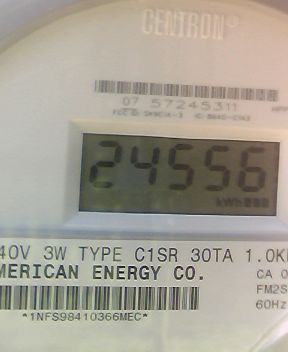 CENTRON®
07 57245311
24556
kWh
40V 3W TYPE C1SR 30TA 1.0K
MERICAN ENERGY CO.
CA 0
FM2S
60Hz
*1NFS98410366MEC*